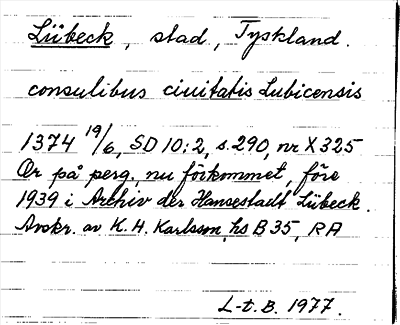 Lübeck, stad, Tyskland.
consulibus ciuitatis Lubicensis
1374 19/6, SD 10:2, s. 290, nr X 325
Or på perg., nu förkommet, före
1939 i Archiv der Hansestadt Lübeck.
Avskr. av K. H. Karlsson, hs B 35, RA
L-t. B. 1977.